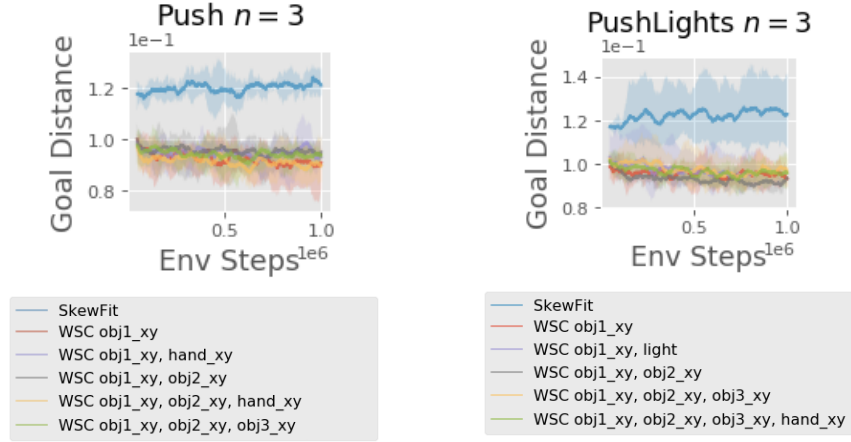 Push n = 3
1e−1
Goal Distance
1.2
1.0
0.8
0.5
1.0
1e6
Env Steps
SkewFit
WSC obj1_xy
WSC obj1_xy, hand_xy
WSC obj1_xy, obj2_xy
WSC obj1_xy, obj2_xy, hand_xy
WSC obj1_xy, obj2_xy, obj3_xy
PushLights n = 3
1e−1
Goal Distance
1.4
1.2
1.0
0.8
0.5
1.0
1e6
Env Steps
SkewFit
WSC obj1_xy
WSC obj1_xy, light
WSC obj1_xy, obj2_xy
WSC obj1_xy, obj2_xy, obj3_xy
WSC obj1_xy, obj2_xy, obj3_xy, hand_xy